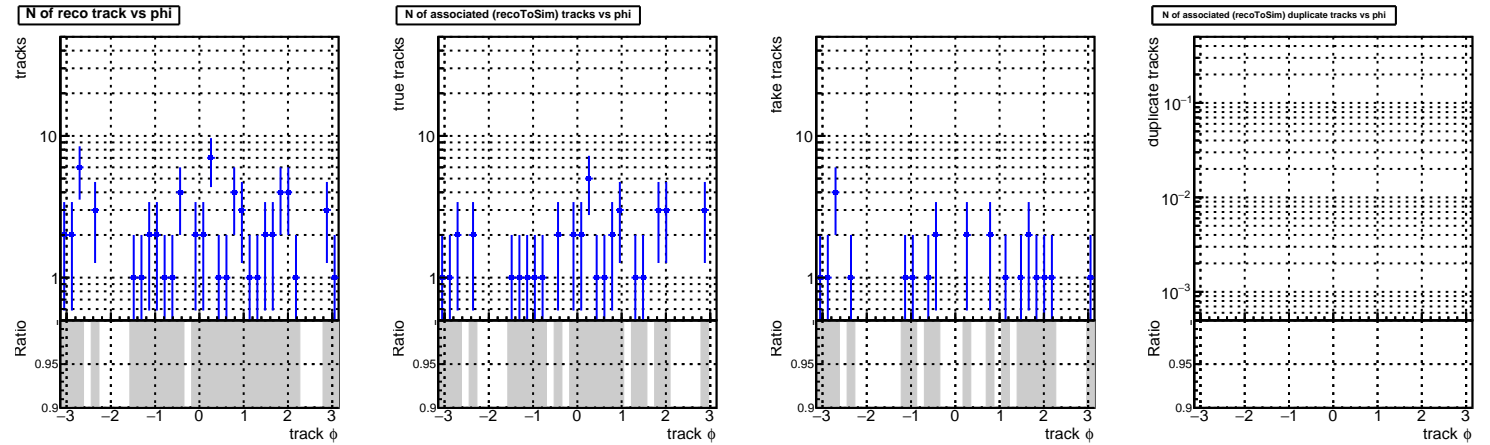 N of reco track vs phi
tracks
10
1
Ratio
1
0.95
0.9
−3 −2 −1 0 1 2 3
track ϕ
N of associated (recoToSim) tracks vs phi
true tracks
10
1
Ratio
1
0.95
0.9
−3 −2 −1 0 1 2 3
track ϕ
fake tracks
10
1
Ratio
1
0.95
0.9
−3 −2 −1 0 1 2 3
track ϕ
N of associated (recoToSim) duplicate tracks vs phi
duplicate tracks
10⁻¹
10⁻²
10⁻³
Ratio
1
0.95
0.9
−3 −2 −1 0 1 2 3
track ϕ